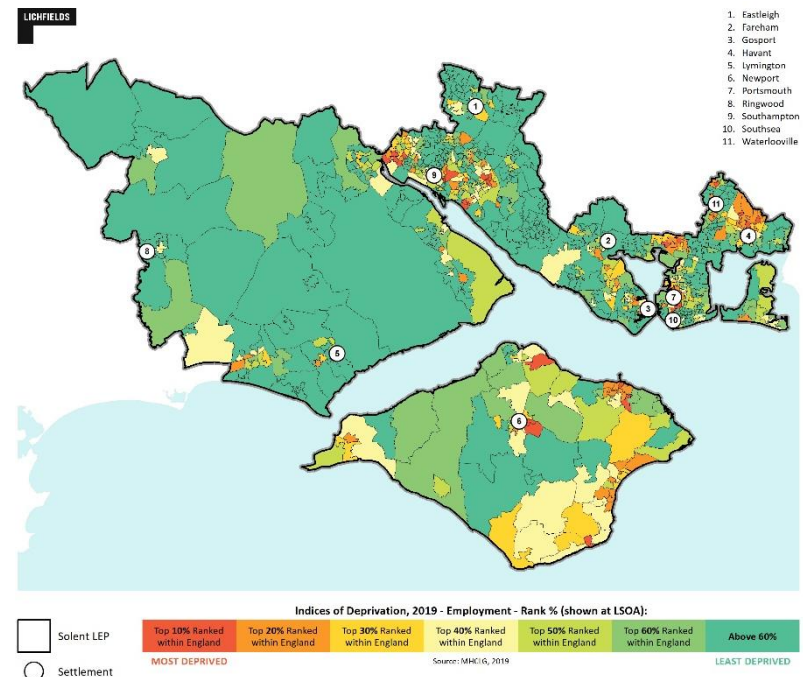 LICHFIELDS
1. Eastleigh
2. Fareham
3. Gosport
4. Havant
5. Lymington
6. Newport
7. Portsmouth
8. Ringwood
9. Southampton
10. Southsea
11. Waterlooville
1
9
11
4
2
8
7
3
10
5
6
Indices of Deprivation, 2019 - Employment - Rank % (shown at LSOA):
Solent LEP
Top 10% Ranked within England
Top 20% Ranked within England
Top 30% Ranked within England
Top 40% Ranked within England
Top 50% Ranked within England
Top 60% Ranked within England
Above 60%
Settlement
MOST DEPRIVED
Source: MHCLG, 2019
LEAST DEPRIVED